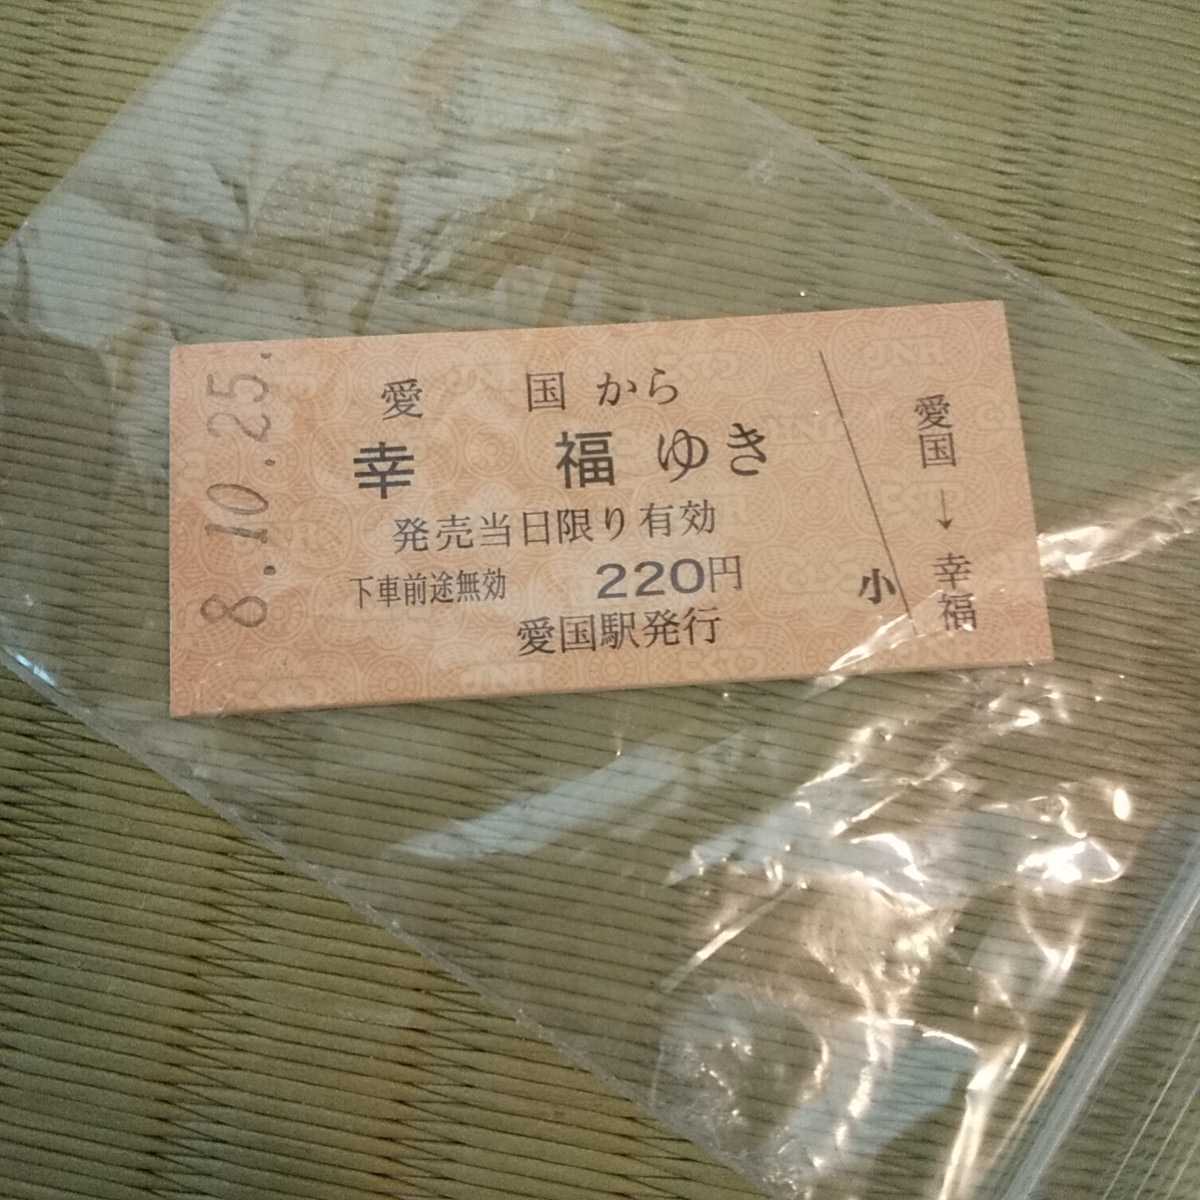 8.10.25.
愛国から
幸福ゆき
発売当日限り有効
下車前途無効 220円
愛国駅発行
小
愛国→幸福